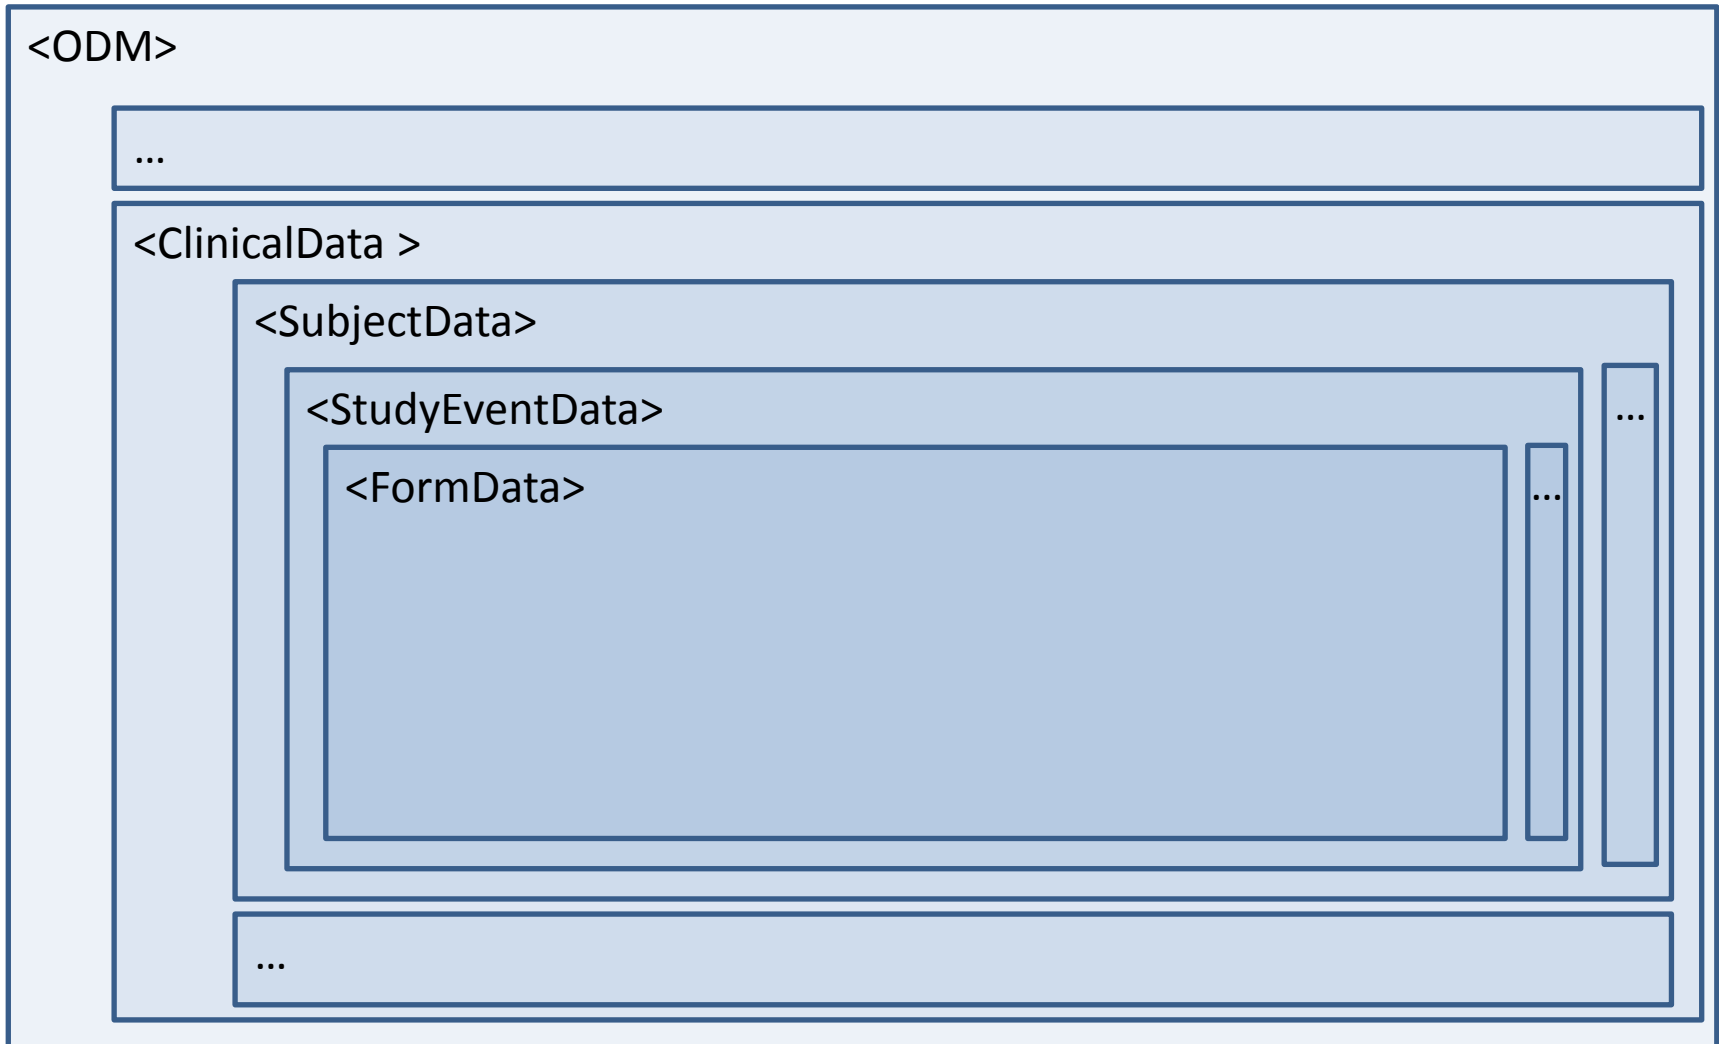 <ODM>
...
<ClinicalData >
<SubjectData>
<StudyEventData>
...
<FormData>
...
...